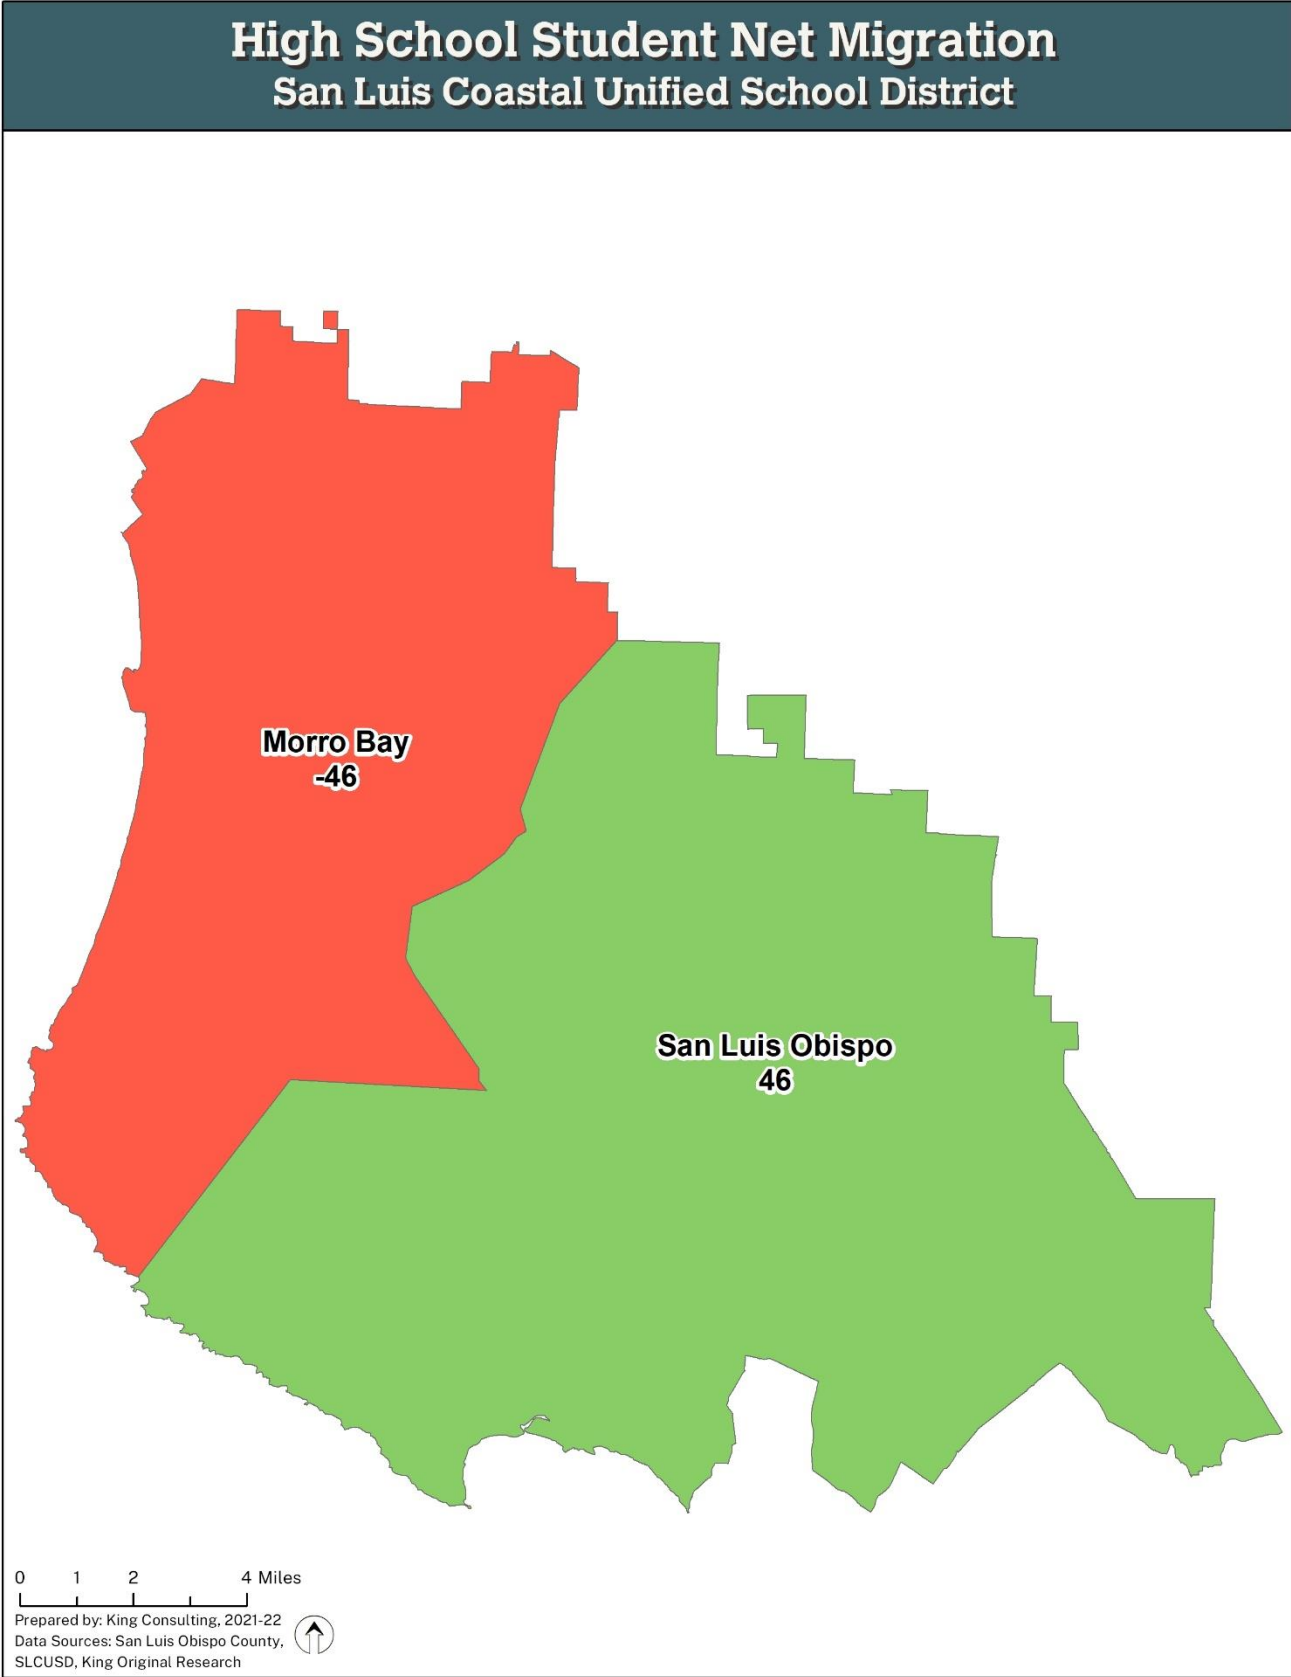 High School Student Net Migration
San Luis Coastal Unified School District
Morro Bay
-46
San Luis Obispo
46
0 1 2 4 Miles
Prepared by: King Consulting, 2021-22
Data Sources: San Luis Obispo County,
SLCUSD, King Original Research